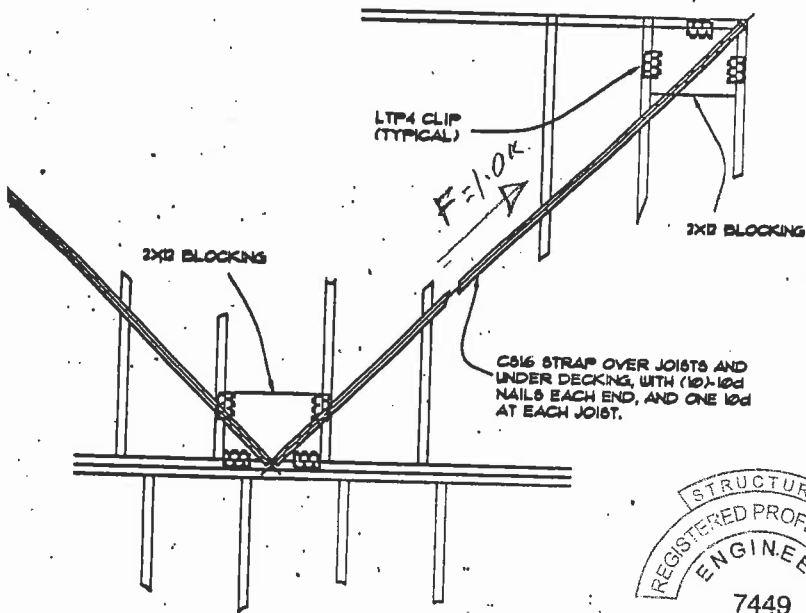 LTP4 CLIP
(TYPICAL)
F=1.0K
2X12 BLOCKING
2X12 BLOCKING
CS16 STRAP OVER JOISTS AND
UNDER DECKING, WITH (10)-10d
NAILS EACH END, AND ONE 10d
AT EACH JOIST.
STRUCTUR
REGISTERED PROF
ENGINEE
7449